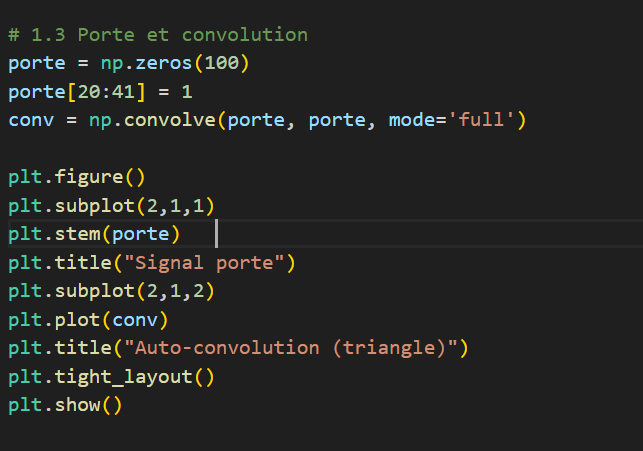 # 1.3 Porte et convolution
porte = np.zeros(100)
porte[20:41] = 1
conv = np.convolve(porte, porte, mode='full')
plt.figure()
plt.subplot(2,1,1)
plt.stem(porte)
plt.title("Signal porte")
plt.subplot(2,1,2)
plt.plot(conv)
plt.title("Auto-convolution (triangle)")
plt.tight_layout()
plt.show()